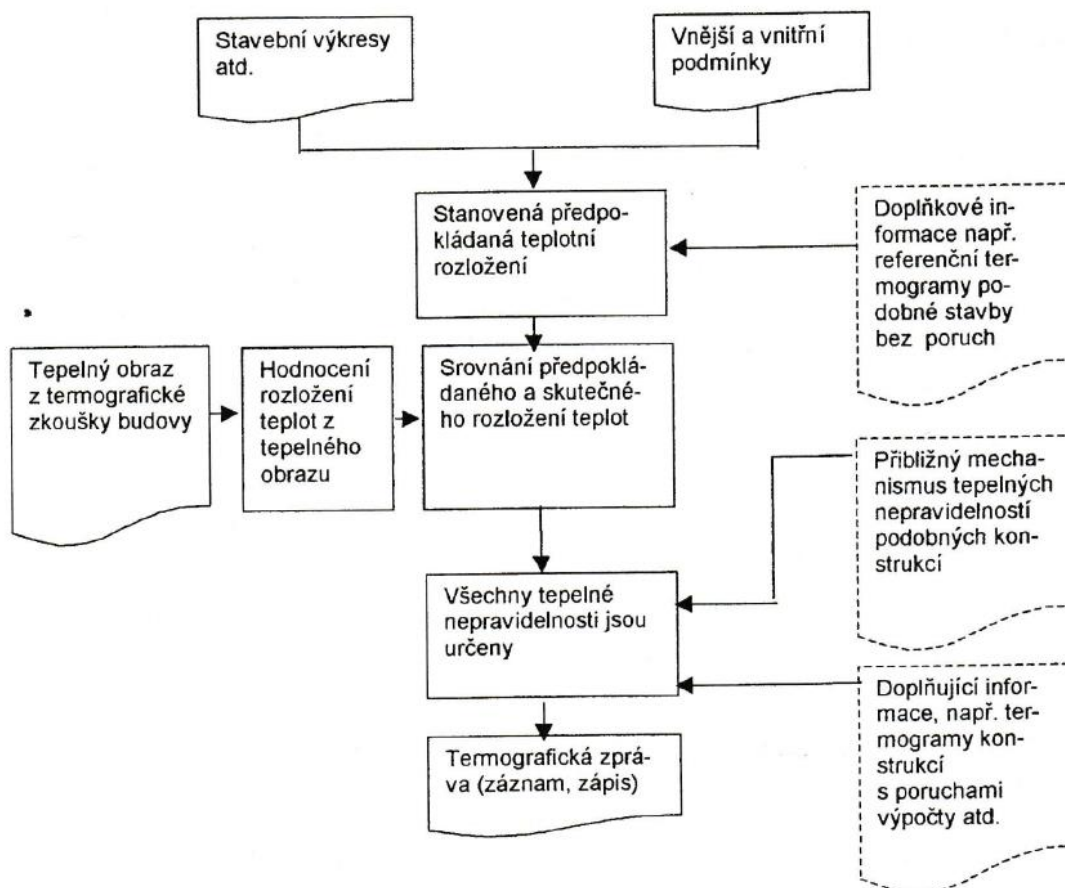 Stavební výkresy
atd.
Vnější a vnitřní
podmínky
Stanovená předpo-
kládaná teplotní
rozložení
Doplňkové in-
formace např.
referenční ter-
mogramy po-
dobné stavby
bez poruch
Tepelný obraz
z termografické
zkoušky budovy
Hodnocení
rozložení
teplot z
tepelného
obrazu
Srovnání předpoklá-
daného a skutečné-
ho rozložení teplot
Přibližný mecha-
nismus tepelných
nepravidelností
podobných kon-
strukcí
Všechny tepelné
nepravidelnosti jsou
určeny
Doplňující infor-
mace, např. ter-
mogramy kon-
strukcí
s poruchami
výpočty atd.
Termografická zprá-
va (záznam, zápis)